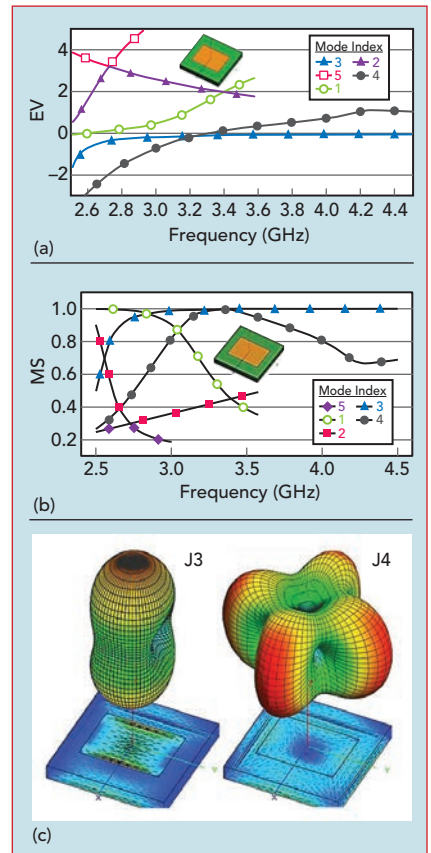 4
2
0
−2
EV
Mode Index
3 2
5 4
1
2.6 2.8 3.0 3.2 3.4 3.6 3.8 4.0 4.2 4.4
Frequency (GHz)
(a)
1.0
0.8
0.6
0.4
0.2
MS
Mode Index
5 3
1 4
2
2.5 3.0 3.5 4.0 4.5
Frequency (GHz)
(b)
J3 J4
(c)